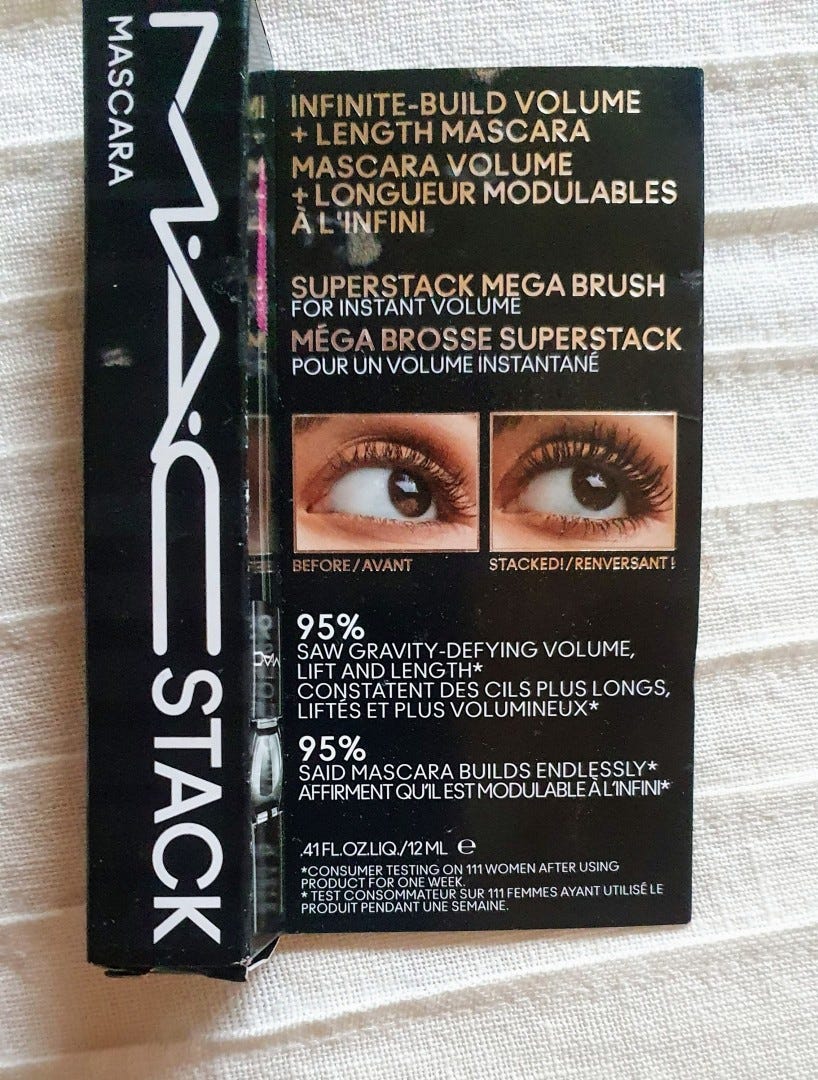 MASCARA
MAC STACK
INFINITE-BUILD VOLUME
+ LENGTH MASCARA
MASCARA VOLUME
+ LONGUEUR MODULABLES
À L'INFINI
SUPERSTACK MEGA BRUSH
FOR INSTANT VOLUME
MÉGA BROSSE SUPERSTACK
POUR UN VOLUME INSTANTANÉ
BEFORE/AVANT
STACKED!/RENVERSANT !
95%
SAW GRAVITY-DEFYING VOLUME,
LIFT AND LENGTH*
CONSTATENT DES CILS PLUS LONGS,
LIFTÉS ET PLUS VOLUMINEUX*
95%
SAID MASCARA BUILDS ENDLESSLY*
AFFIRMENT QU'IL EST MODULABLE À L'INFINI*
.41 FL.OZ.LIQ./12 ML e
*CONSUMER TESTING ON 111 WOMEN AFTER USING
PRODUCT FOR ONE WEEK.
* TEST CONSOMMATEUR SUR 111 FEMMES AYANT UTILISÉ LE
PRODUIT PENDANT UNE SEMAINE.
MAC